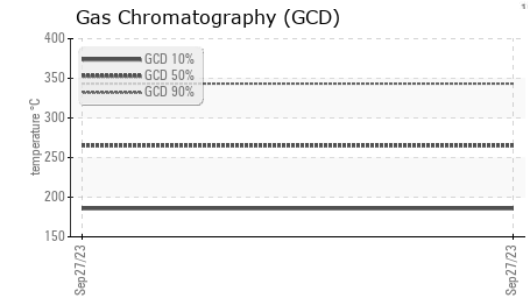 Gas Chromatography (GCD)
400
350
300
250
200
150
temperature °C
GCD 10%
GCD 50%
GCD 90%
Sep27/23
Sep27/23